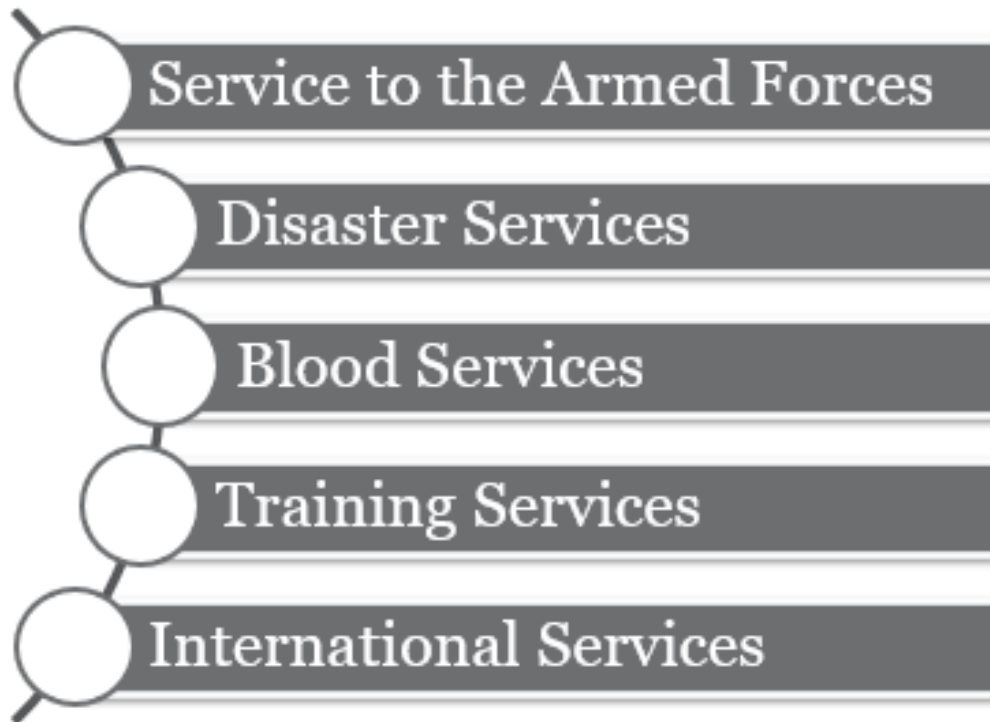 Service to the Armed Forces
Disaster Services
Blood Services
Training Services
International Services